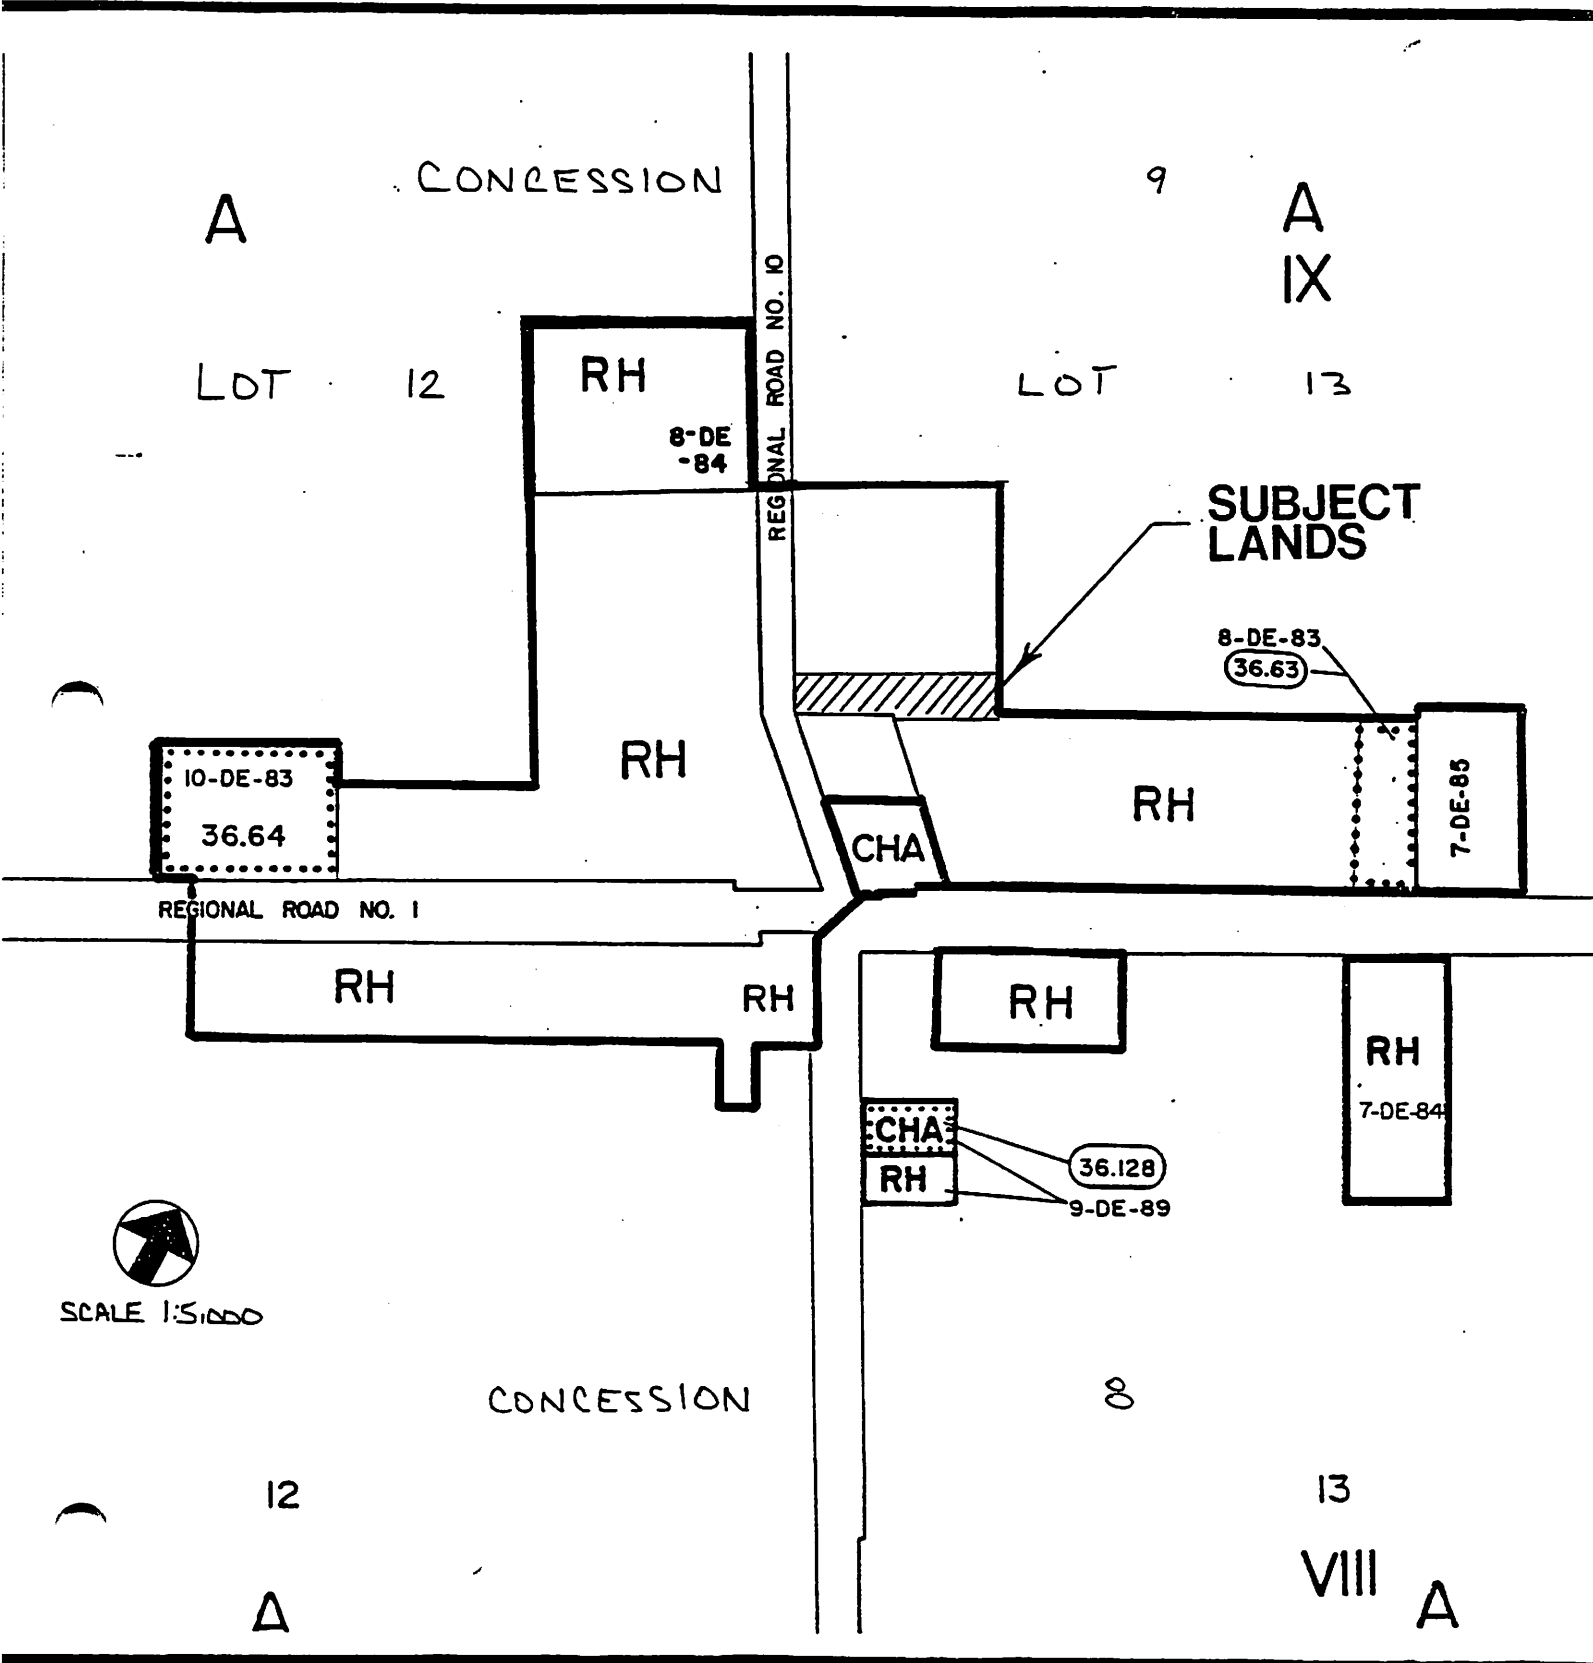 CONCESSION 9
A A
IX
REGIONAL ROAD NO. 10
LOT 12 RH LOT 13
8-DE
-84
SUBJECT
LANDS
8-DE-83
36.63
RH
10-DE-83
36.64
CHA
RH
7-DE-85
REGIONAL ROAD NO. 1
RH
RH
RH
RH
7-DE-84
CHA
RH
36.128
9-DE-89
SCALE 1:5,000
CONCESSION 8
12 13
VIII
A A